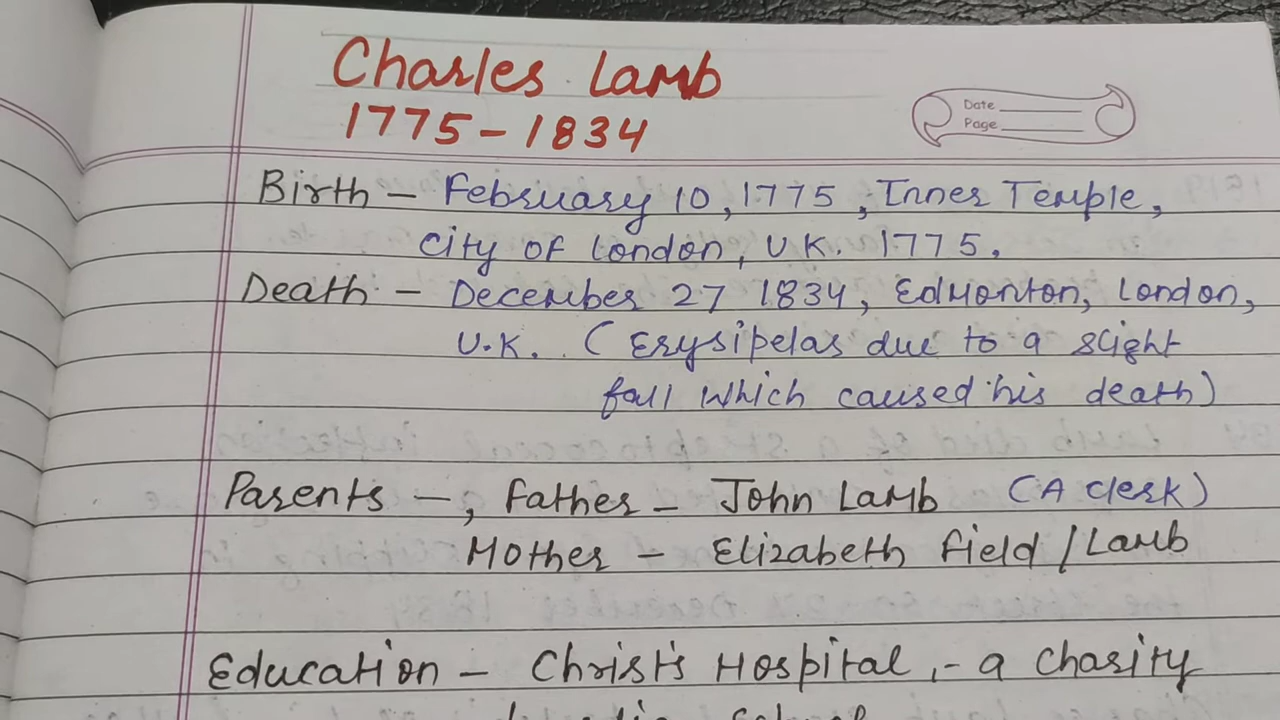 Charles Lamb
1775-1834
Date
Page
Birth - February 10, 1775, Inner Temple,
City of London, U.K. 1775.
Death - December 27 1834, Edmonton, London,
U.K. (Erysipelas due to a slight
fall which caused his death)
Parents -, Father - John Lamb (A clerk)
Mother - Elizabeth Field/Lamb
Education - Christ's Hospital, - a Charity